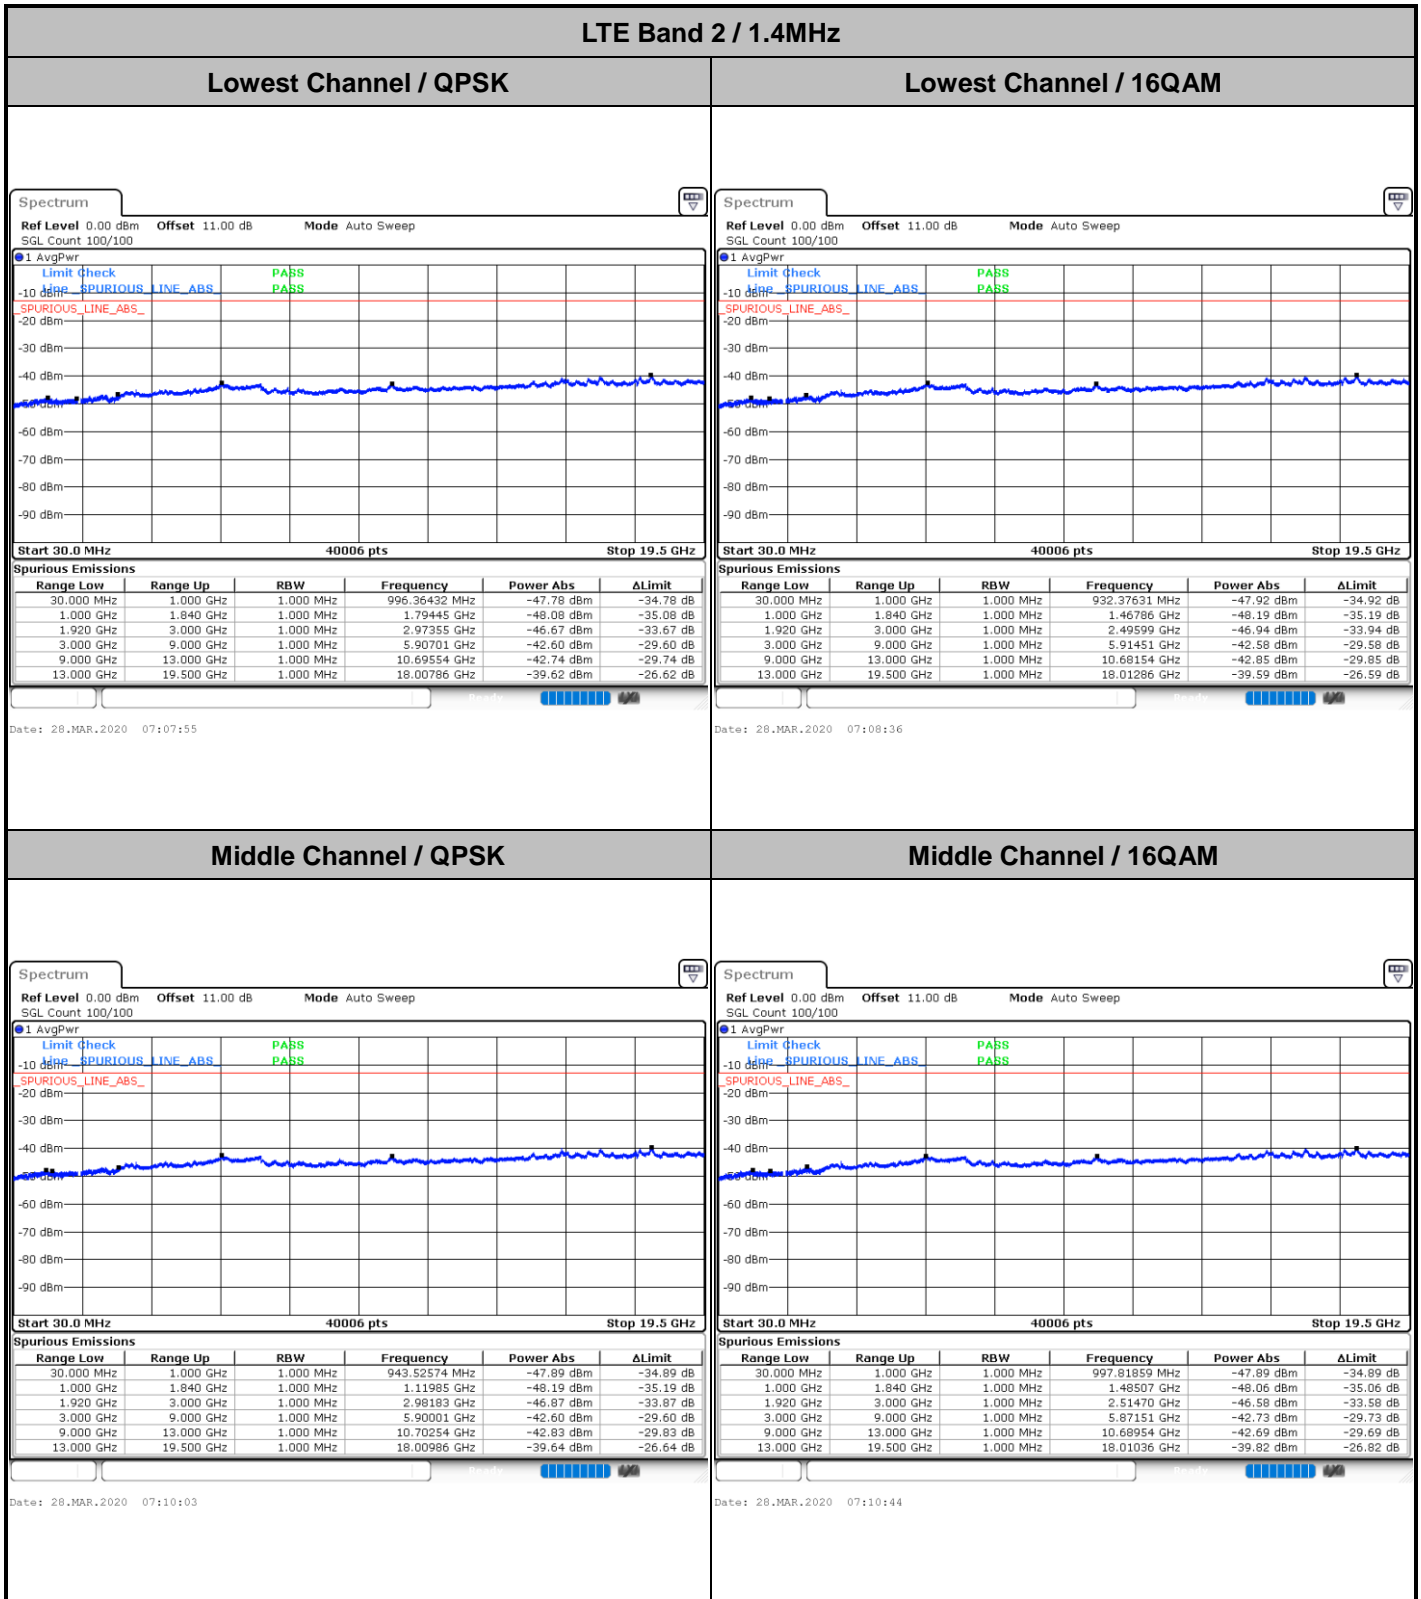 LTE Band 2 / 1.4MHz
Lowest Channel / QPSK
Lowest Channel / 16QAM
Spectrum
Ref Level 0.00 dBm Offset 11.00 dB Mode Auto Sweep
SGL Count 100/100
1 AvgPwr
Limit Check PASS
Line _SPURIOUS_LINE_ABS_ PASS
-10 dBm
_SPURIOUS_LINE_ABS_
-20 dBm
-30 dBm
-40 dBm
-50 dBm
-60 dBm
-70 dBm
-80 dBm
-90 dBm
Start 30.0 MHz 40006 pts Stop 19.5 GHz
Spurious Emissions
Range Low Range Up RBW Frequency Power Abs ΔLimit
30.000 MHz 1.000 GHz 1.000 MHz 996.36432 MHz -47.78 dBm -34.78 dB
1.000 GHz 1.840 GHz 1.000 MHz 1.79445 GHz -48.08 dBm -35.08 dB
1.920 GHz 3.000 GHz 1.000 MHz 2.97355 GHz -46.67 dBm -33.67 dB
3.000 GHz 9.000 GHz 1.000 MHz 5.90701 GHz -42.60 dBm -29.60 dB
9.000 GHz 13.000 GHz 1.000 MHz 10.69554 GHz -42.74 dBm -29.74 dB
13.000 GHz 19.500 GHz 1.000 MHz 18.00786 GHz -39.62 dBm -26.62 dB
Ready
Date: 28.MAR.2020 07:07:55
Spectrum
Ref Level 0.00 dBm Offset 11.00 dB Mode Auto Sweep
SGL Count 100/100
1 AvgPwr
Limit Check PASS
Line _SPURIOUS_LINE_ABS_ PASS
-10 dBm
_SPURIOUS_LINE_ABS_
-20 dBm
-30 dBm
-40 dBm
-50 dBm
-60 dBm
-70 dBm
-80 dBm
-90 dBm
Start 30.0 MHz 40006 pts Stop 19.5 GHz
Spurious Emissions
Range Low Range Up RBW Frequency Power Abs ΔLimit
30.000 MHz 1.000 GHz 1.000 MHz 932.37631 MHz -47.92 dBm -34.92 dB
1.000 GHz 1.840 GHz 1.000 MHz 1.46786 GHz -48.19 dBm -35.19 dB
1.920 GHz 3.000 GHz 1.000 MHz 2.49599 GHz -46.94 dBm -33.94 dB
3.000 GHz 9.000 GHz 1.000 MHz 5.91451 GHz -42.58 dBm -29.58 dB
9.000 GHz 13.000 GHz 1.000 MHz 10.68154 GHz -42.85 dBm -29.85 dB
13.000 GHz 19.500 GHz 1.000 MHz 18.01286 GHz -39.59 dBm -26.59 dB
Ready
Date: 28.MAR.2020 07:08:36
Middle Channel / QPSK
Middle Channel / 16QAM
Spectrum
Ref Level 0.00 dBm Offset 11.00 dB Mode Auto Sweep
SGL Count 100/100
1 AvgPwr
Limit Check PASS
Line _SPURIOUS_LINE_ABS_ PASS
-10 dBm
_SPURIOUS_LINE_ABS_
-20 dBm
-30 dBm
-40 dBm
-50 dBm
-60 dBm
-70 dBm
-80 dBm
-90 dBm
Start 30.0 MHz 40006 pts Stop 19.5 GHz
Spurious Emissions
Range Low Range Up RBW Frequency Power Abs ΔLimit
30.000 MHz 1.000 GHz 1.000 MHz 943.52574 MHz -47.89 dBm -34.89 dB
1.000 GHz 1.840 GHz 1.000 MHz 1.11985 GHz -48.19 dBm -35.19 dB
1.920 GHz 3.000 GHz 1.000 MHz 2.98183 GHz -46.87 dBm -33.87 dB
3.000 GHz 9.000 GHz 1.000 MHz 5.90001 GHz -42.60 dBm -29.60 dB
9.000 GHz 13.000 GHz 1.000 MHz 10.70254 GHz -42.83 dBm -29.83 dB
13.000 GHz 19.500 GHz 1.000 MHz 18.00986 GHz -39.64 dBm -26.64 dB
Ready
Date: 28.MAR.2020 07:10:03
Spectrum
Ref Level 0.00 dBm Offset 11.00 dB Mode Auto Sweep
SGL Count 100/100
1 AvgPwr
Limit Check PASS
Line _SPURIOUS_LINE_ABS_ PASS
-10 dBm
_SPURIOUS_LINE_ABS_
-20 dBm
-30 dBm
-40 dBm
-50 dBm
-60 dBm
-70 dBm
-80 dBm
-90 dBm
Start 30.0 MHz 40006 pts Stop 19.5 GHz
Spurious Emissions
Range Low Range Up RBW Frequency Power Abs ΔLimit
30.000 MHz 1.000 GHz 1.000 MHz 997.81859 MHz -47.89 dBm -34.89 dB
1.000 GHz 1.840 GHz 1.000 MHz 1.48507 GHz -48.06 dBm -35.06 dB
1.920 GHz 3.000 GHz 1.000 MHz 2.51470 GHz -46.58 dBm -33.58 dB
3.000 GHz 9.000 GHz 1.000 MHz 5.87151 GHz -42.73 dBm -29.73 dB
9.000 GHz 13.000 GHz 1.000 MHz 10.68954 GHz -42.69 dBm -29.69 dB
13.000 GHz 19.500 GHz 1.000 MHz 18.01036 GHz -39.82 dBm -26.82 dB
Ready
Date: 28.MAR.2020 07:10:44